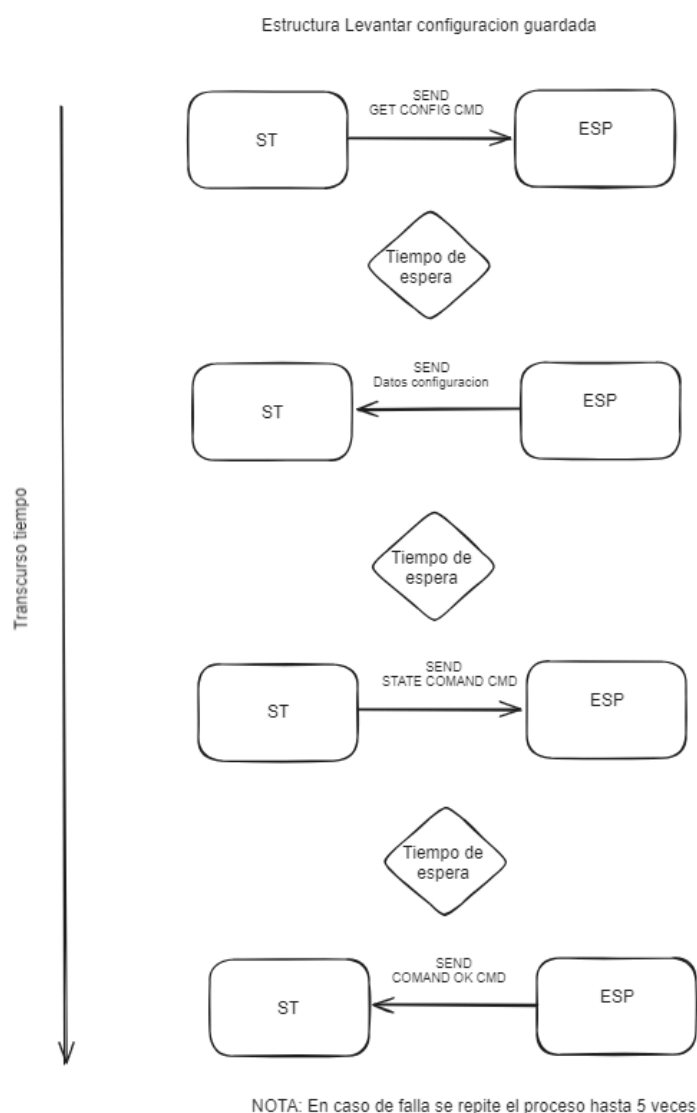 Estructura Levantar configuracion guardada
SEND
GET CONFIG CMD
ST
ESP
Tiempo de
espera
SEND
Datos configuracion
ST
ESP
Transcurso tiempo
Tiempo de
espera
SEND
STATE COMAND CMD
ST
ESP
Tiempo de
espera
SEND
COMAND OK CMD
ST
ESP
NOTA: En caso de falla se repite el proceso hasta 5 veces